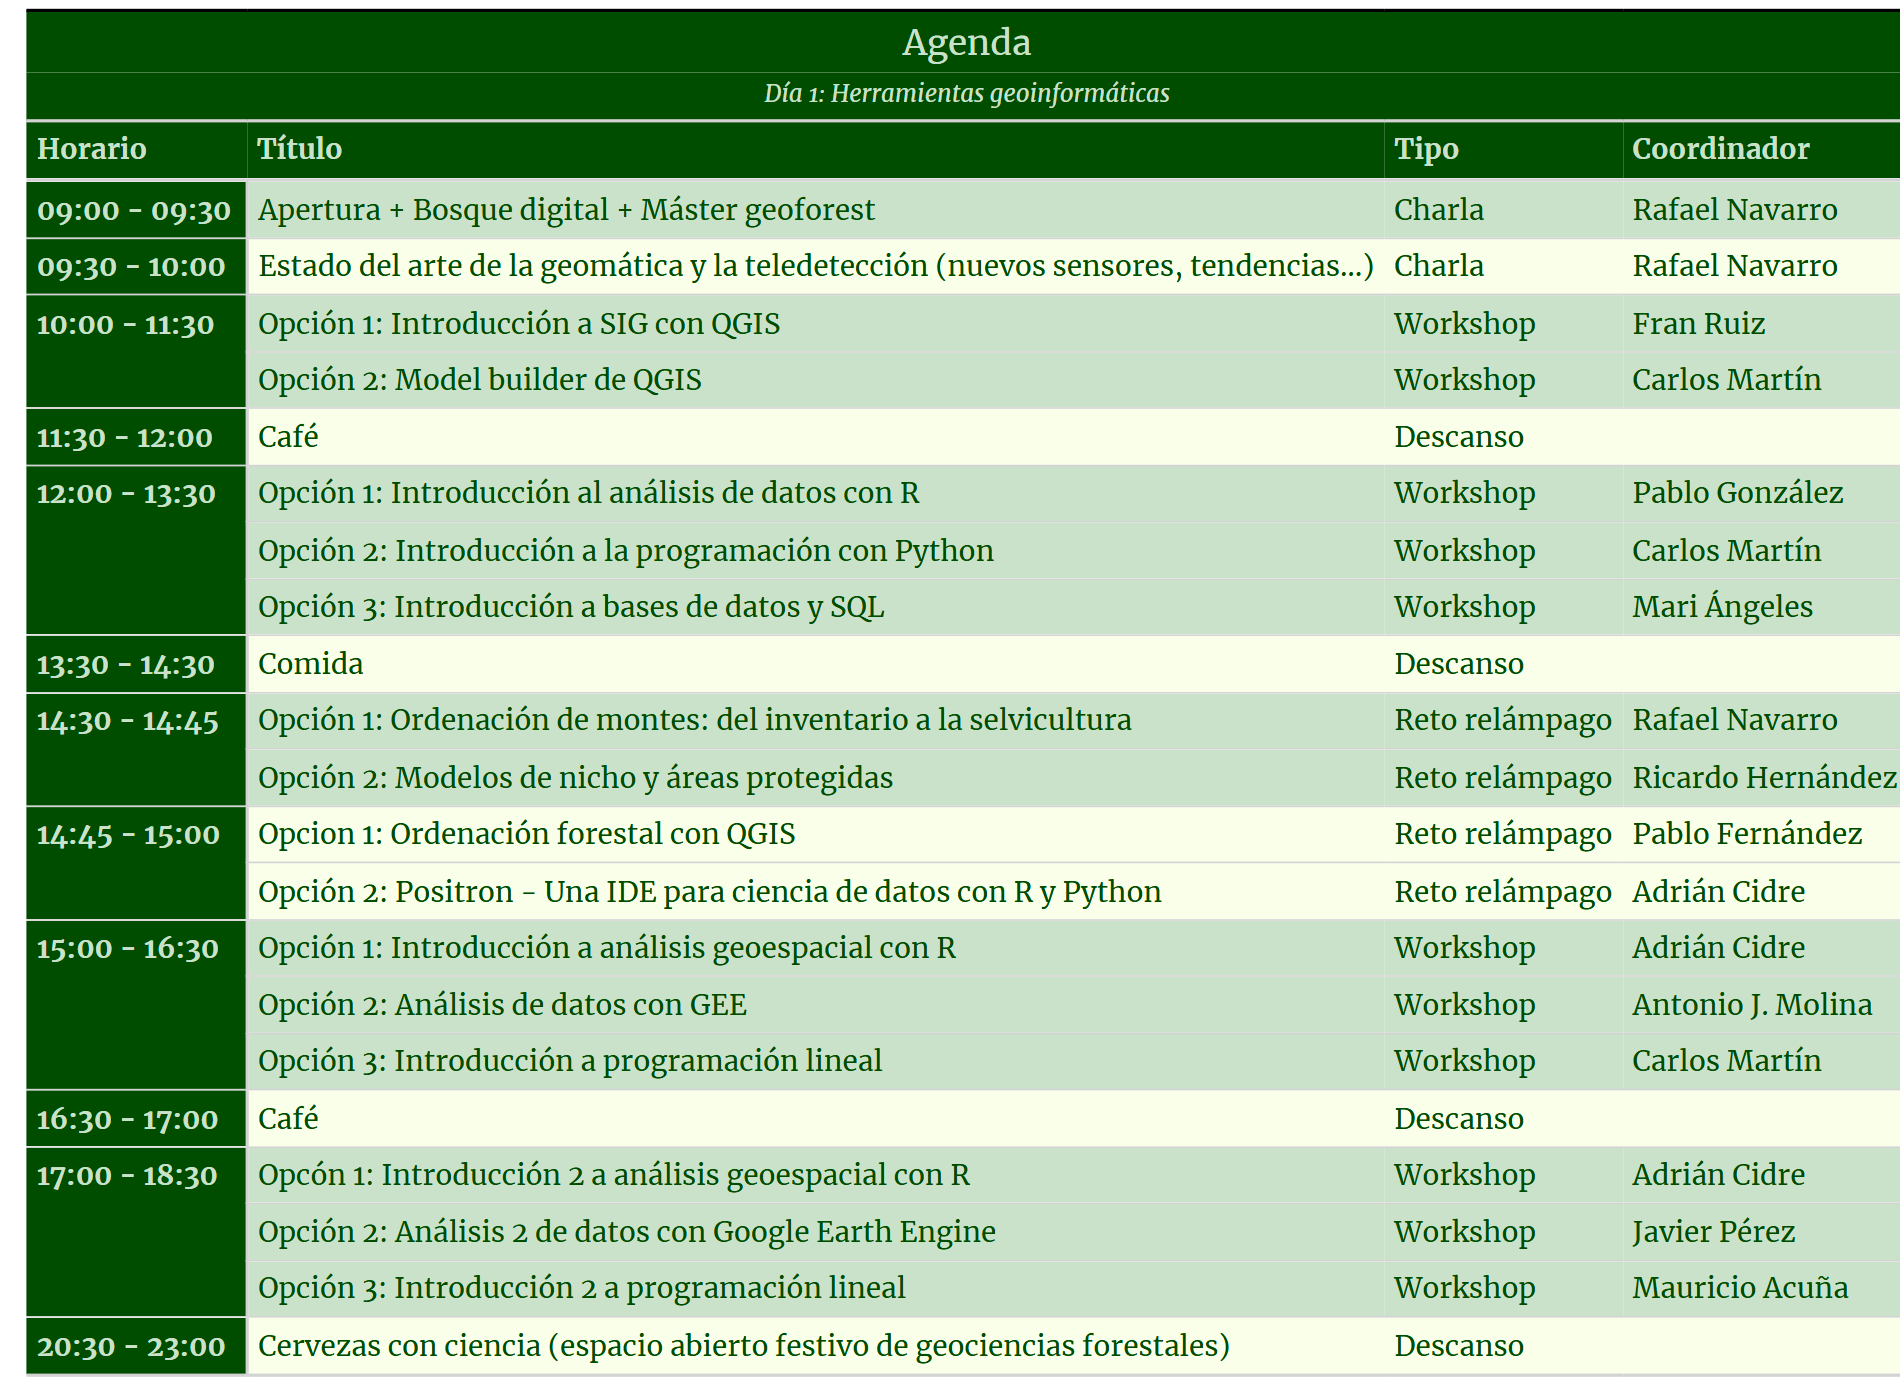 Agenda
Día 1: Herramientas geoinformáticas
Horario Título Tipo Coordinador
09:00 - 09:30 Apertura + Bosque digital + Máster geoforest Charla Rafael Navarro
09:30 - 10:00 Estado del arte de la geomática y la teledetección (nuevos sensores, tendencias...) Charla Rafael Navarro
10:00 - 11:30 Opción 1: Introducción a SIG con QGIS Workshop Fran Ruiz
Opción 2: Model builder de QGIS Workshop Carlos Martín
11:30 - 12:00 Café Descanso
12:00 - 13:30 Opción 1: Introducción al análisis de datos con R Workshop Pablo González
Opción 2: Introducción a la programación con Python Workshop Carlos Martín
Opción 3: Introducción a bases de datos y SQL Workshop Mari Ángeles
13:30 - 14:30 Comida Descanso
14:30 - 14:45 Opción 1: Ordenación de montes: del inventario a la selvicultura Reto relámpago Rafael Navarro
Opción 2: Modelos de nicho y áreas protegidas Reto relámpago Ricardo Hernández
14:45 - 15:00 Opcion 1: Ordenación forestal con QGIS Reto relámpago Pablo Fernández
Opción 2: Positron - Una IDE para ciencia de datos con R y Python Reto relámpago Adrián Cidre
15:00 - 16:30 Opción 1: Introducción a análisis geoespacial con R Workshop Adrián Cidre
Opción 2: Análisis de datos con GEE Workshop Antonio J. Molina
Opción 3: Introducción a programación lineal Workshop Carlos Martín
16:30 - 17:00 Café Descanso
17:00 - 18:30 Opcón 1: Introducción 2 a análisis geoespacial con R Workshop Adrián Cidre
Opción 2: Análisis 2 de datos con Google Earth Engine Workshop Javier Pérez
Opción 3: Introducción 2 a programación lineal Workshop Mauricio Acuña
20:30 - 23:00 Cervezas con ciencia (espacio abierto festivo de geociencias forestales) Descanso